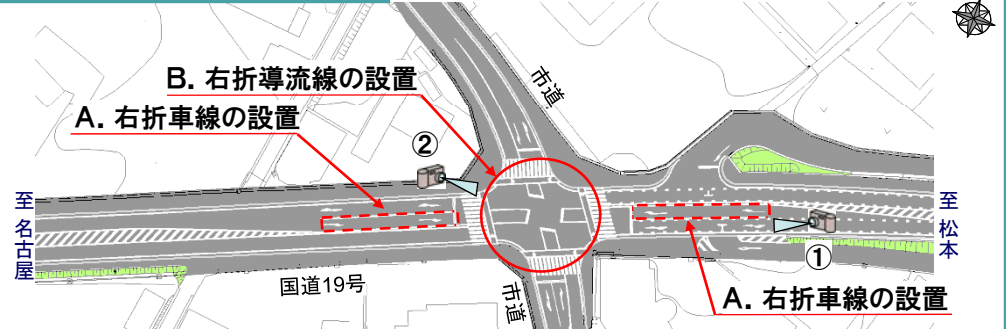 市道
B. 右折導流線の設置
A. 右折車線の設置
②
至 名古屋
至 松本
①
国道19号
市道
A. 右折車線の設置